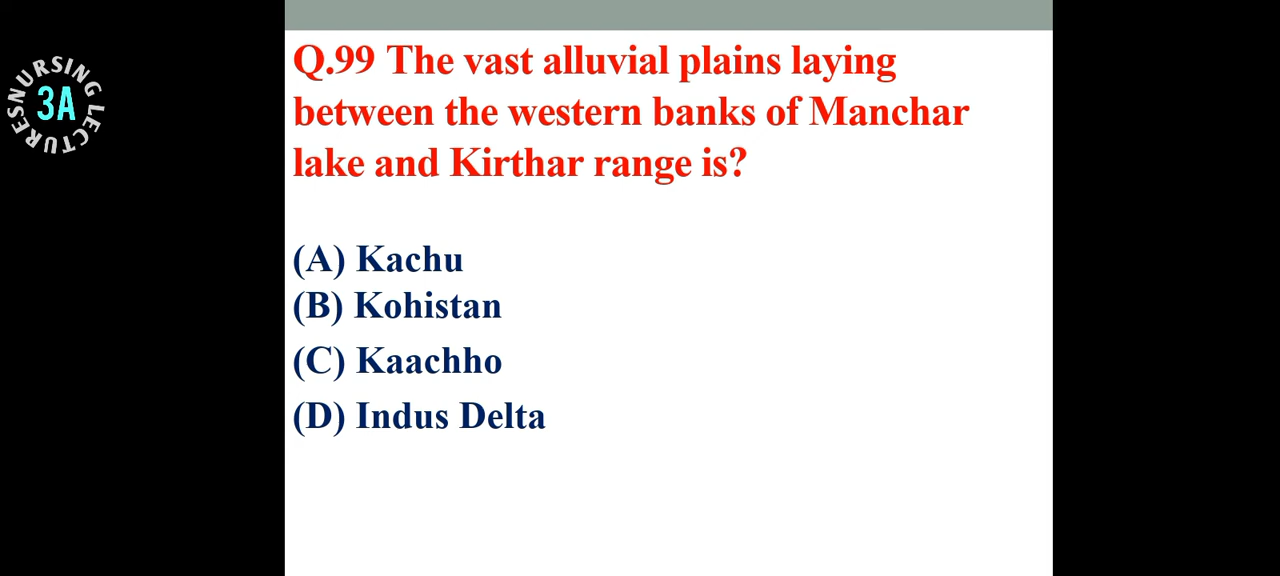 NURSING LECTURES
3A
Q.99 The vast alluvial plains laying
between the western banks of Manchar
lake and Kirthar range is?
(A) Kachu
(B) Kohistan
(C) Kaachho
(D) Indus Delta